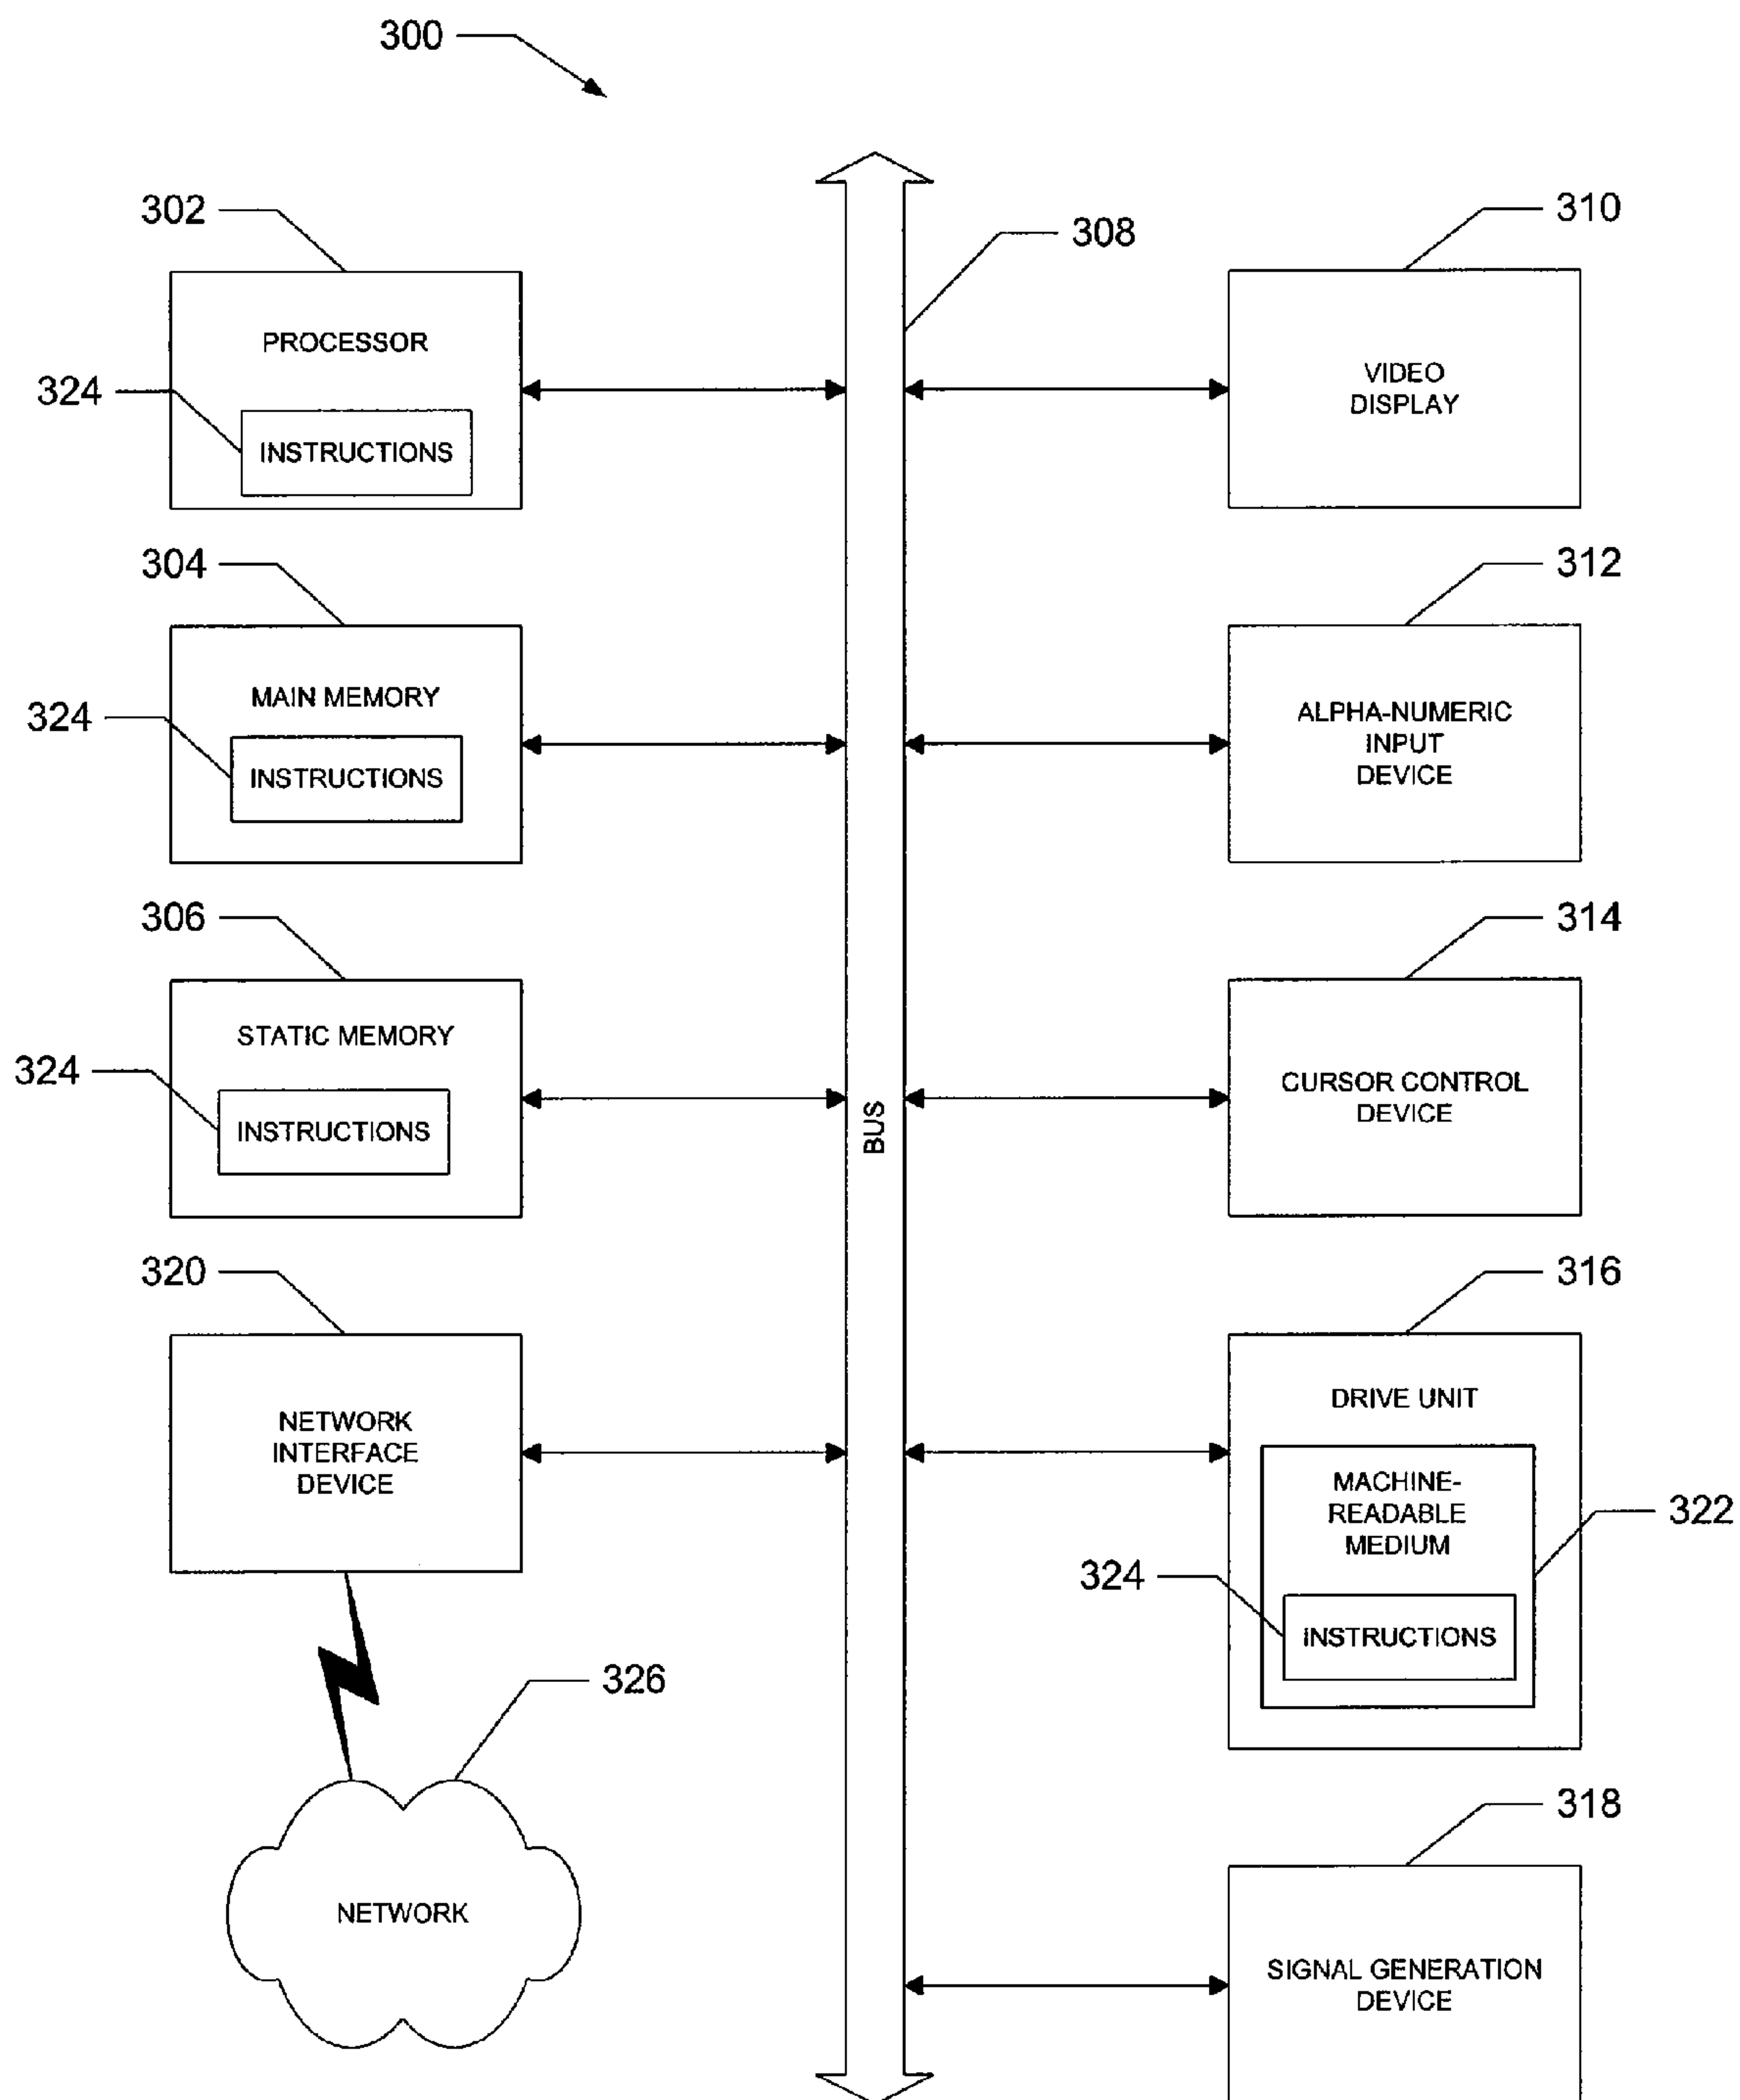 300
302
308
310
PROCESSOR
324
INSTRUCTIONS
VIDEO
DISPLAY
304
312
MAIN MEMORY
324
INSTRUCTIONS
ALPHA-NUMERIC
INPUT
DEVICE
306
314
STATIC MEMORY
324
INSTRUCTIONS
CURSOR CONTROL
DEVICE
BUS
320
316
NETWORK
INTERFACE
DEVICE
DRIVE UNIT
MACHINE-
READABLE
MEDIUM
322
324
INSTRUCTIONS
326
NETWORK
318
SIGNAL GENERATION
DEVICE